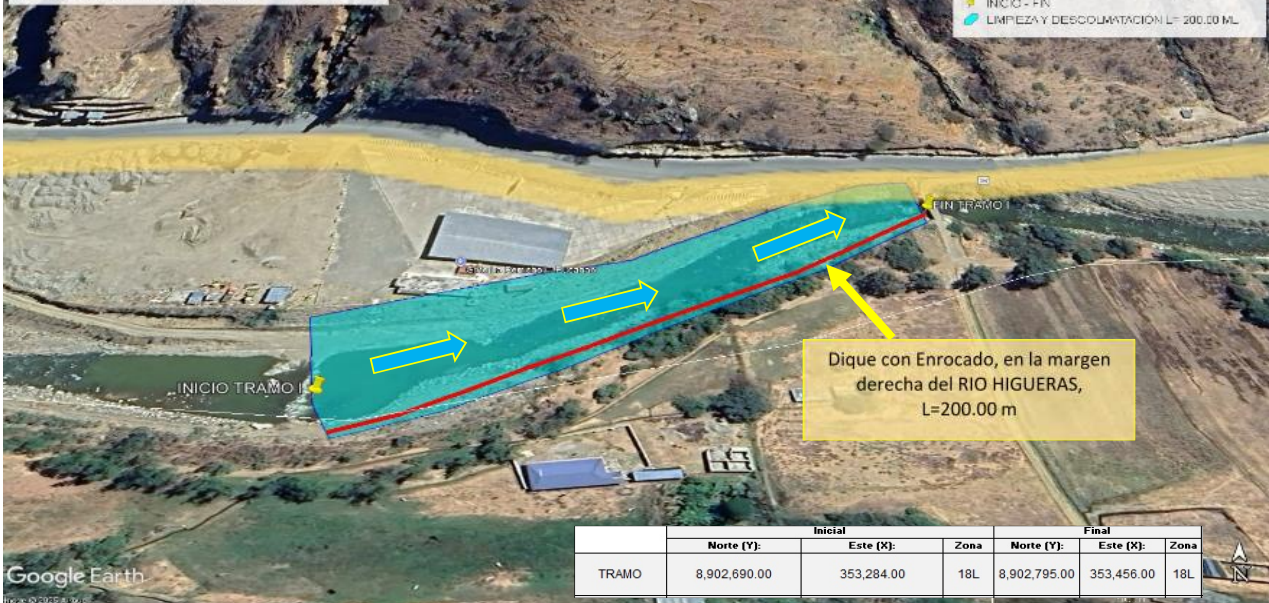 INICIO - FIN
LIMPIEZA Y DESCOLMATACIÓN L= 200.00 ML
FIN TRAMO I
INICIO TRAMO I
Dique con Enrocado, en la margen
derecha del RIO HIGUERAS,
L=200.00 m
Inicial Final
Norte (Y): Este (X): Zona Norte (Y): Este (X): Zona
TRAMO 8,902,690.00 353,284.00 18L 8,902,795.00 353,456.00 18L
Google Earth
N